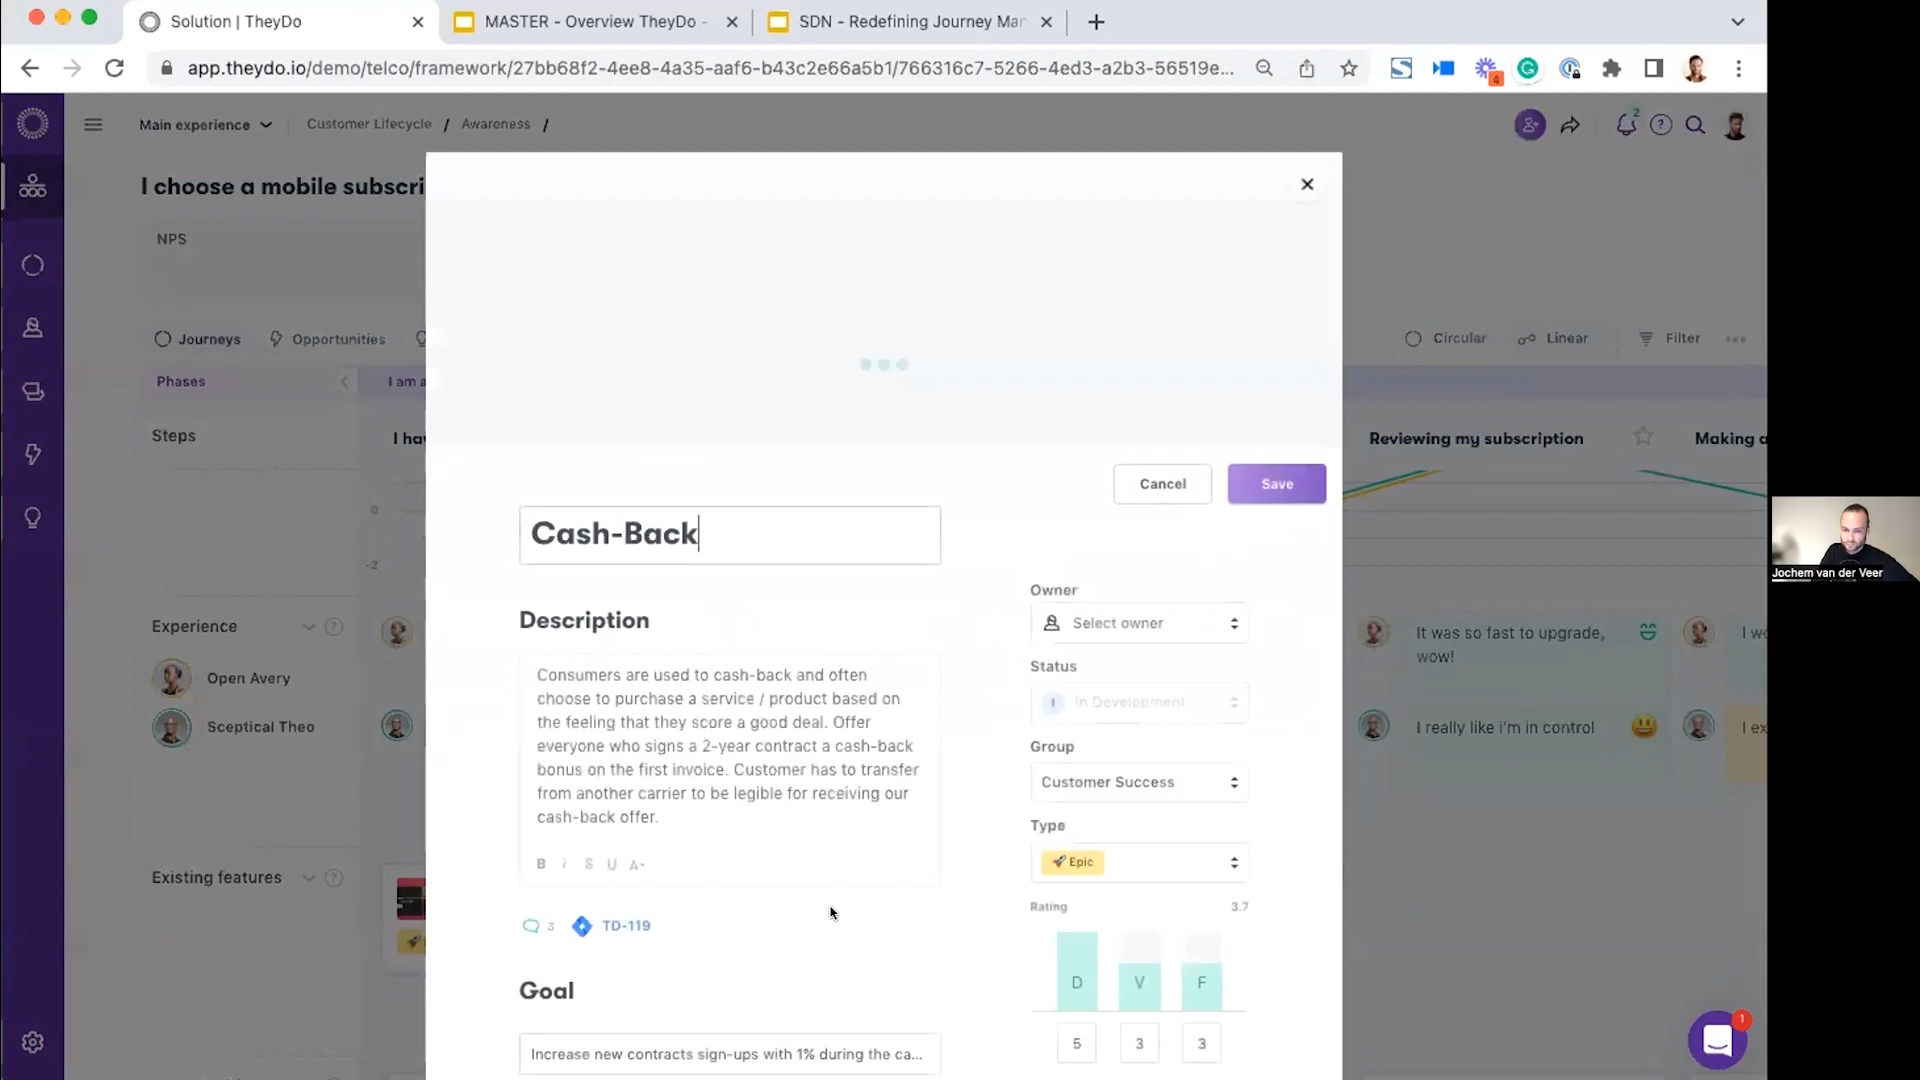 Solution | TheyDo
MASTER - Overview TheyDo -
SDN - Redefining Journey Mar
app.theydo.io/demo/telco/framework/27bb68f2-4ee8-4a35-aaf6-b43c2e66a5b1/766316c7-5266-4ed3-a2b3-56519e...
4
Main experience
Customer Lifecycle / Awareness /
2
I choose a mobile subscri
NPS
Journeys
Opportunities
Circular
Linear
Filter
Phases
I am a
Steps
I hav
Reviewing my subscription
Making a
0
-2
Cancel
Save
Cash-Back
Description
Consumers are used to cash-back and often
choose to purchase a service / product based on
the feeling that they score a good deal. Offer
everyone who signs a 2-year contract a cash-back
bonus on the first invoice. Customer has to transfer
from another carrier to be legible for receiving our
cash-back offer.
B i S U A
3
TD-119
Goal
Increase new contracts sign-ups with 1% during the ca...
Owner
Select owner
Status
I In Development
Group
Customer Success
Type
🚀 Epic
Rating 3.7
D V F
5 3 3
Experience
Open Avery
Sceptical Theo
Existing features
It was so fast to upgrade,
wow!
I wo
I really like i'm in control
I ex
Jochem van der Veer
1